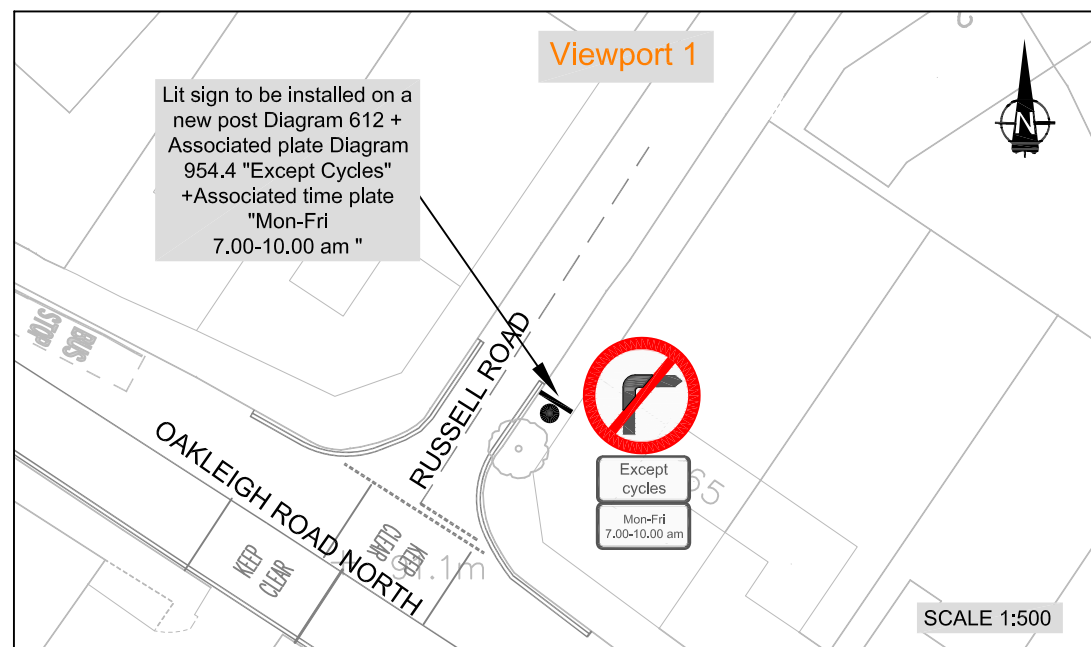 Viewport 1
Lit sign to be installed on a
new post Diagram 612 +
Associated plate Diagram
954.4 "Except Cycles"
+Associated time plate
"Mon-Fri
7.00-10.00 am "
N
BUS
STOP
RUSSELL ROAD
OAKLEIGH ROAD NORTH
KEEP
CLEAR
KEEP
CLEAR
91.1m
65
Except
cycles
Mon-Fri
7.00-10.00 am
SCALE 1:500